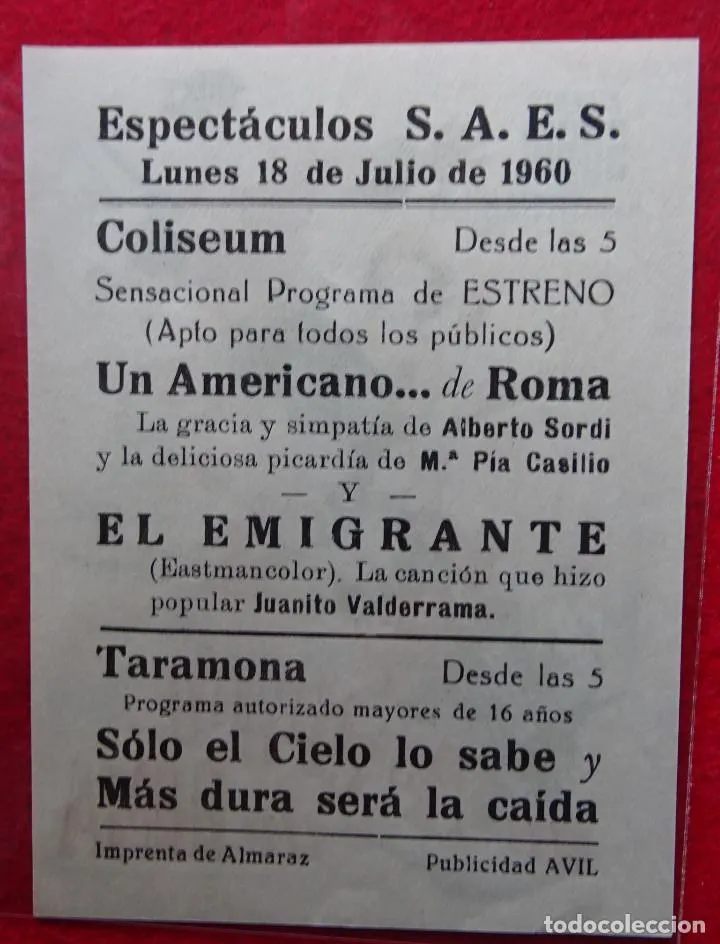 Espectáculos S. A. E. S.
Lunes 18 de Julio de 1960
Coliseum Desde las 5
Sensacional Programa de ESTRENO
(Apto para todos los públicos)
Un Americano... de Roma
La gracia y simpatía de Alberto Sordi
y la deliciosa picardía de M.ª Pía Casilio
— Y —
EL EMIGRANTE
(Eastmancolor). La canción que hizo
popular Juanito Valderrama.
Taramona Desde las 5
Programa autorizado mayores de 16 años
Sólo el Cielo lo sabe y
Más dura será la caída
Imprenta de Almaraz Publicidad AVIL
todocoleccion